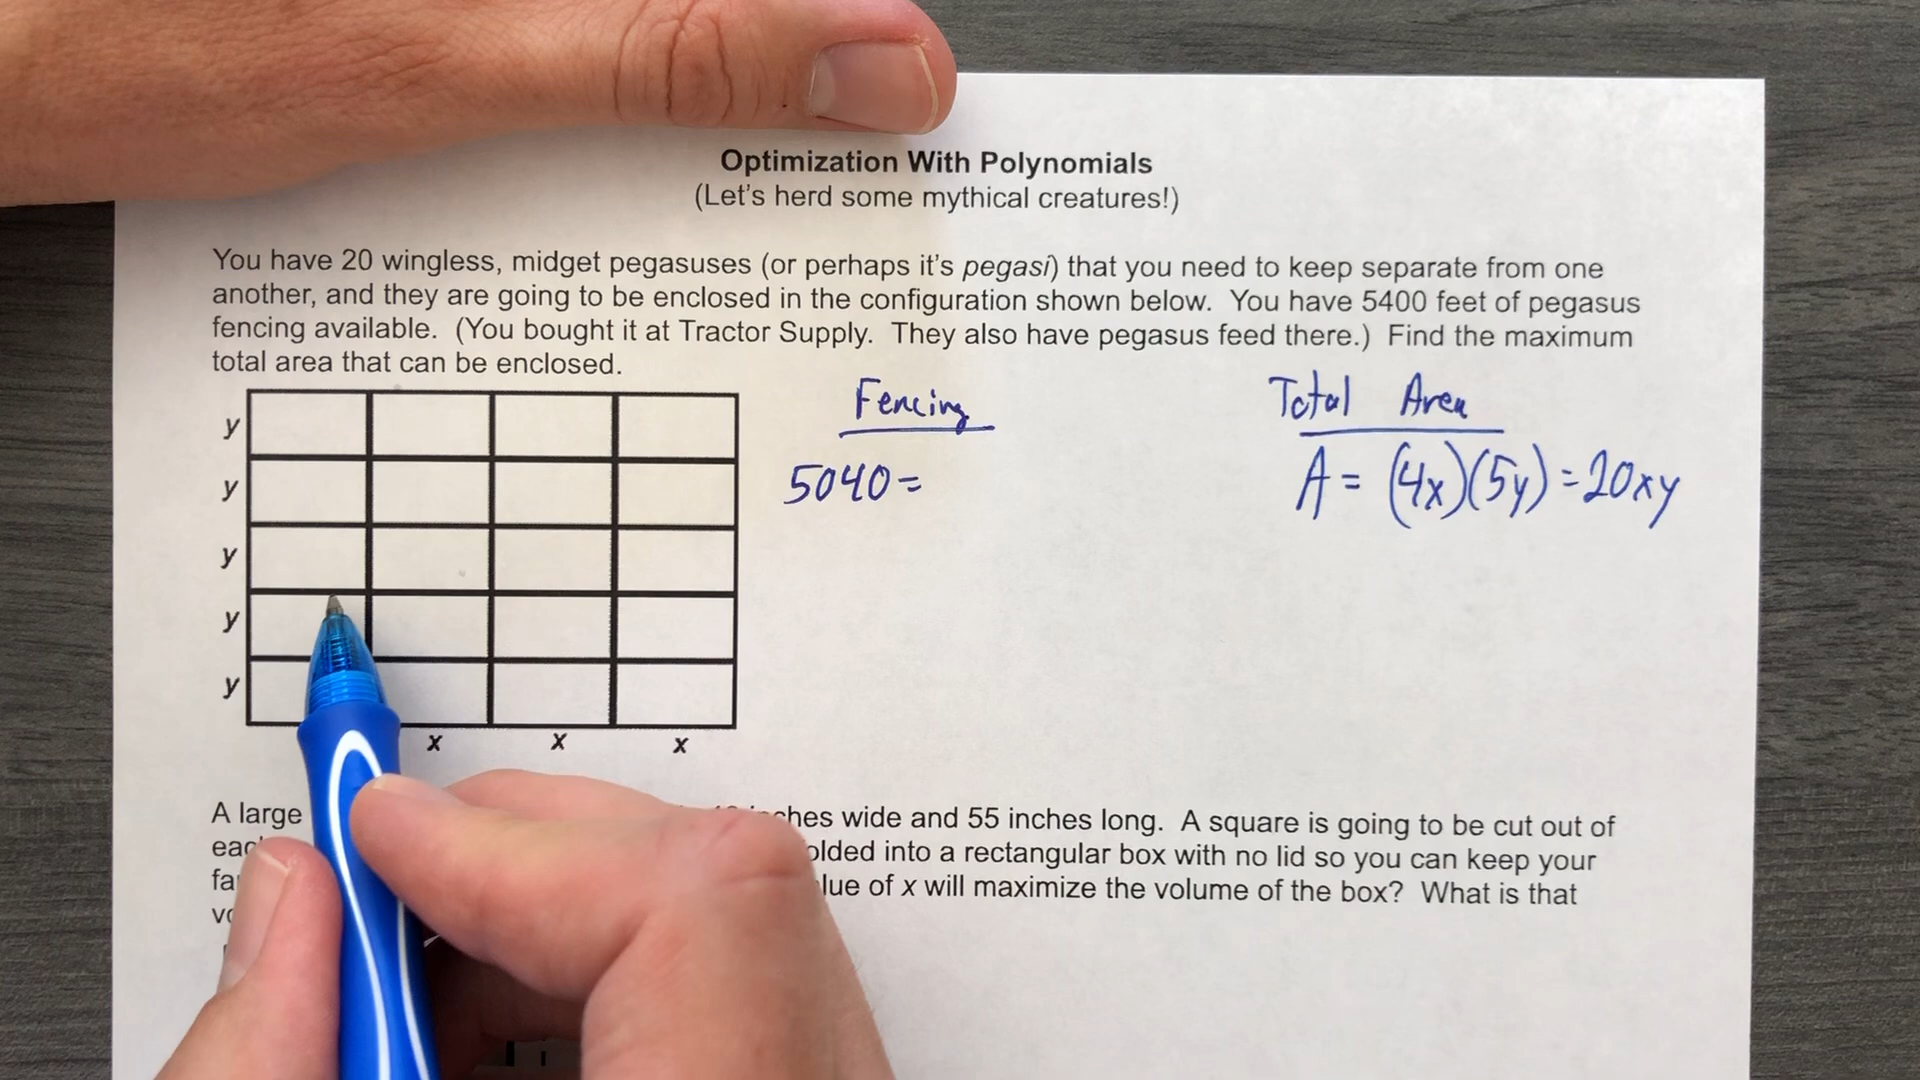 Optimization With Polynomials
(Let's herd some mythical creatures!)
You have 20 wingless, midget pegasuses (or perhaps it's pegasi) that you need to keep separate from one
another, and they are going to be enclosed in the configuration shown below. You have 5400 feet of pegasus
fencing available. (You bought it at Tractor Supply. They also have pegasus feed there.) Find the maximum
total area that can be enclosed.
Fencing
5040=
Total Area
A = (4x)(5y) = 20xy
y
y
y
y
y
x x x
A large inches wide and 55 inches long. A square is going to be cut out of
folded into a rectangular box with no lid so you can keep your
value of x will maximize the volume of the box? What is that